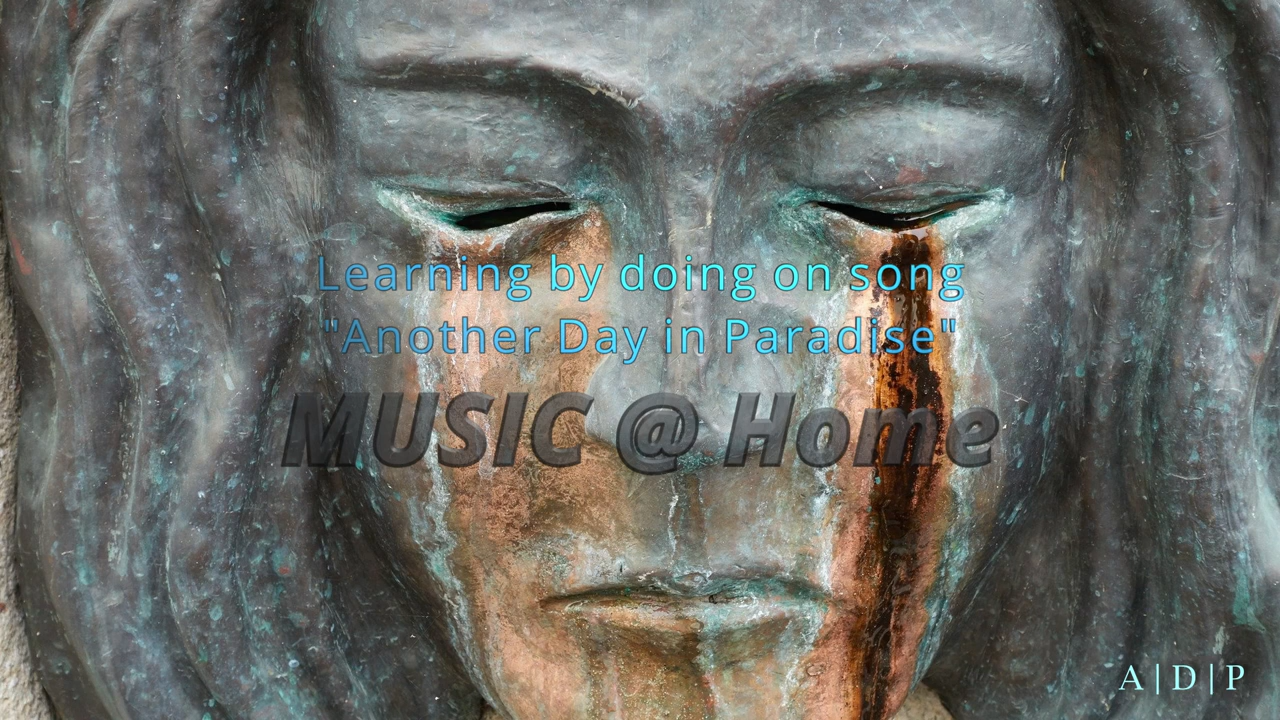 Learning by doing on song
"Another Day in Paradise"
MUSIC @ Home
A|D|P